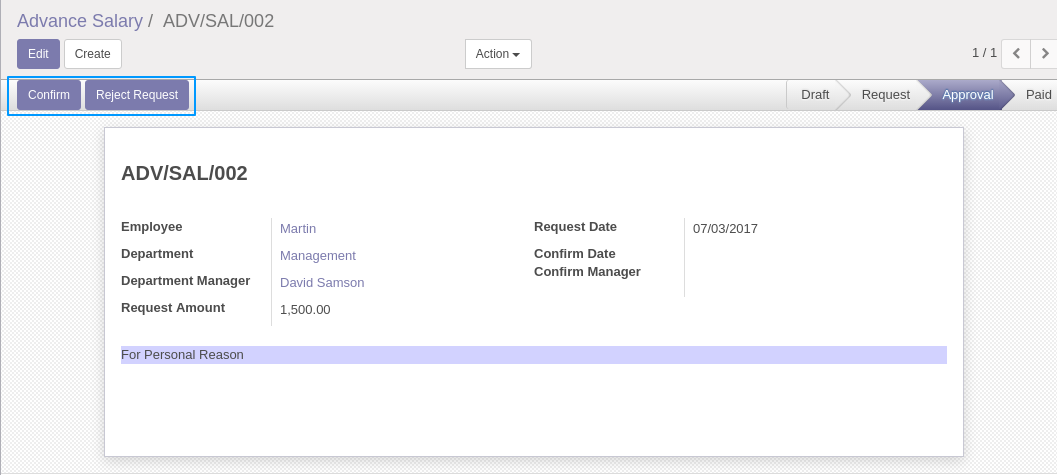 Advance Salary / ADV/SAL/002
Edit Create Action 1 / 1
Confirm Reject Request Draft Request Approval Paid
ADV/SAL/002
Employee Martin Request Date 07/03/2017
Department Management Confirm Date
Department Manager David Samson Confirm Manager
Request Amount 1,500.00
For Personal Reason